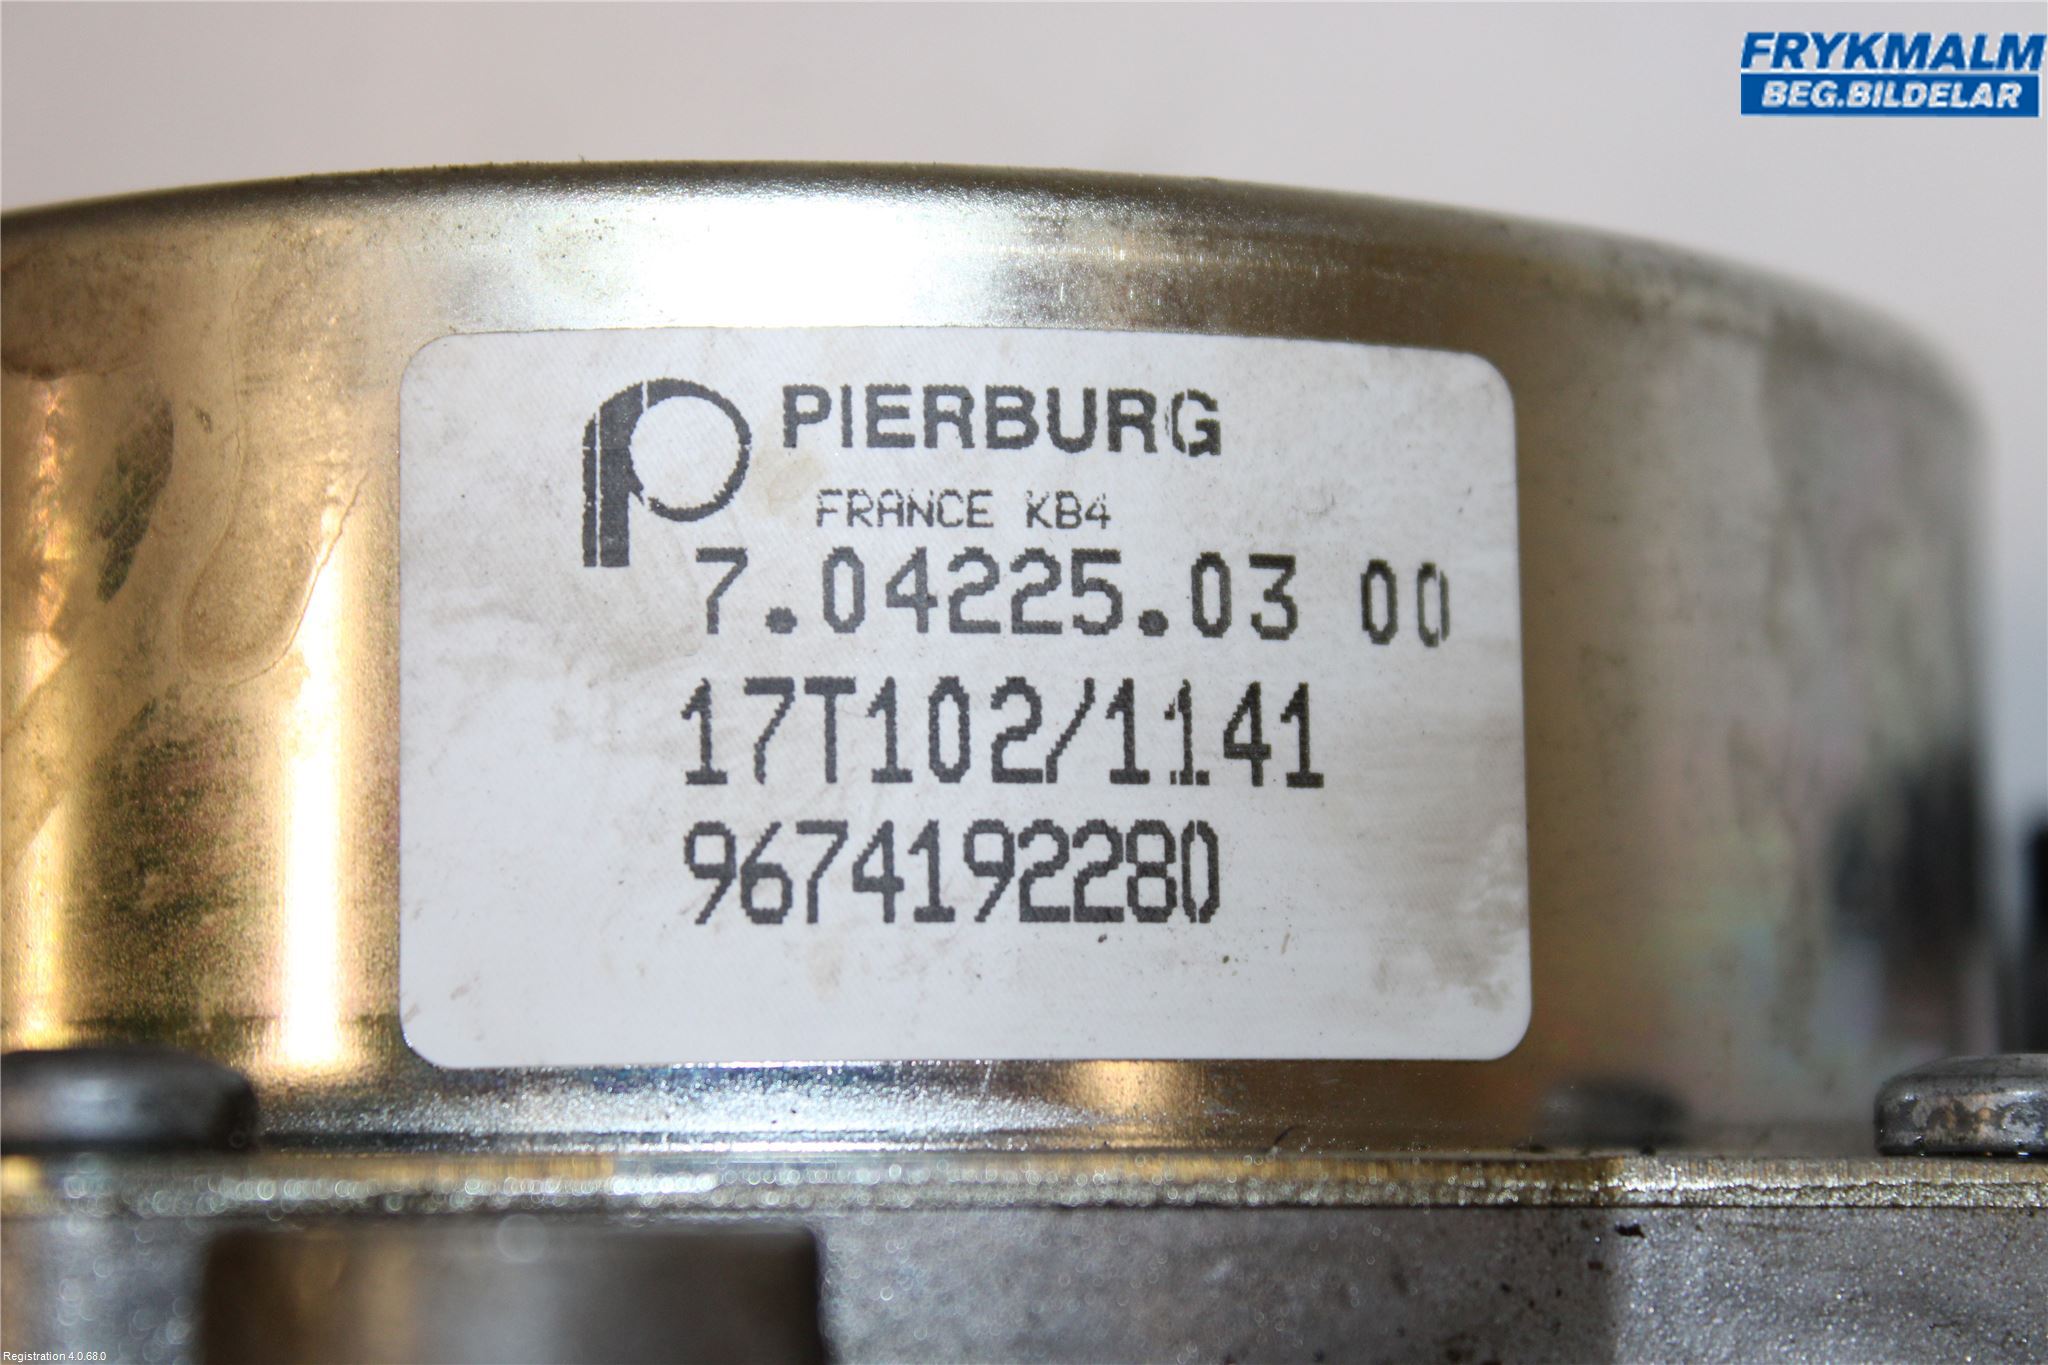 FRYKMALM
BEG.BILDELAR
PIERBURG
FRANCE KB4
7.04225.03 00
17T102/1141
9674192280
Registration 4.0.68.0